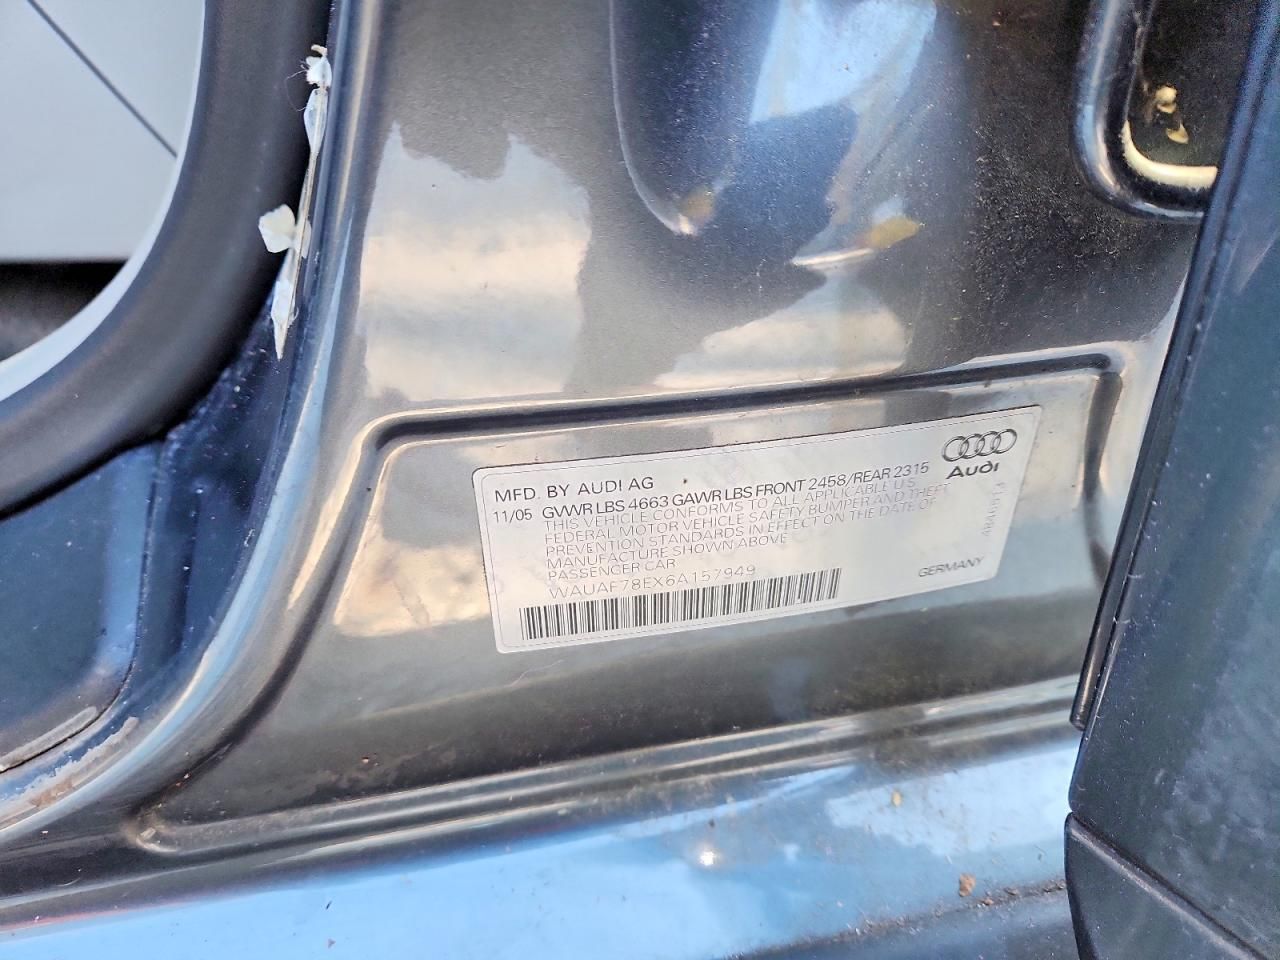 MFD. BY AUDI AG
Audi
11/05 GVWR LBS 4663 GAWR LBS FRONT 2458/REAR 2315
THIS VEHICLE CONFORMS TO ALL APPLICABLE U.S.
FEDERAL MOTOR VEHICLE SAFETY BUMPER AND THEFT
PREVENTION STANDARDS IN EFFECT ON THE DATE OF
MANUFACTURE SHOWN ABOVE
PASSENGER CAR
WAUAF78EX6A157949
GERMANY